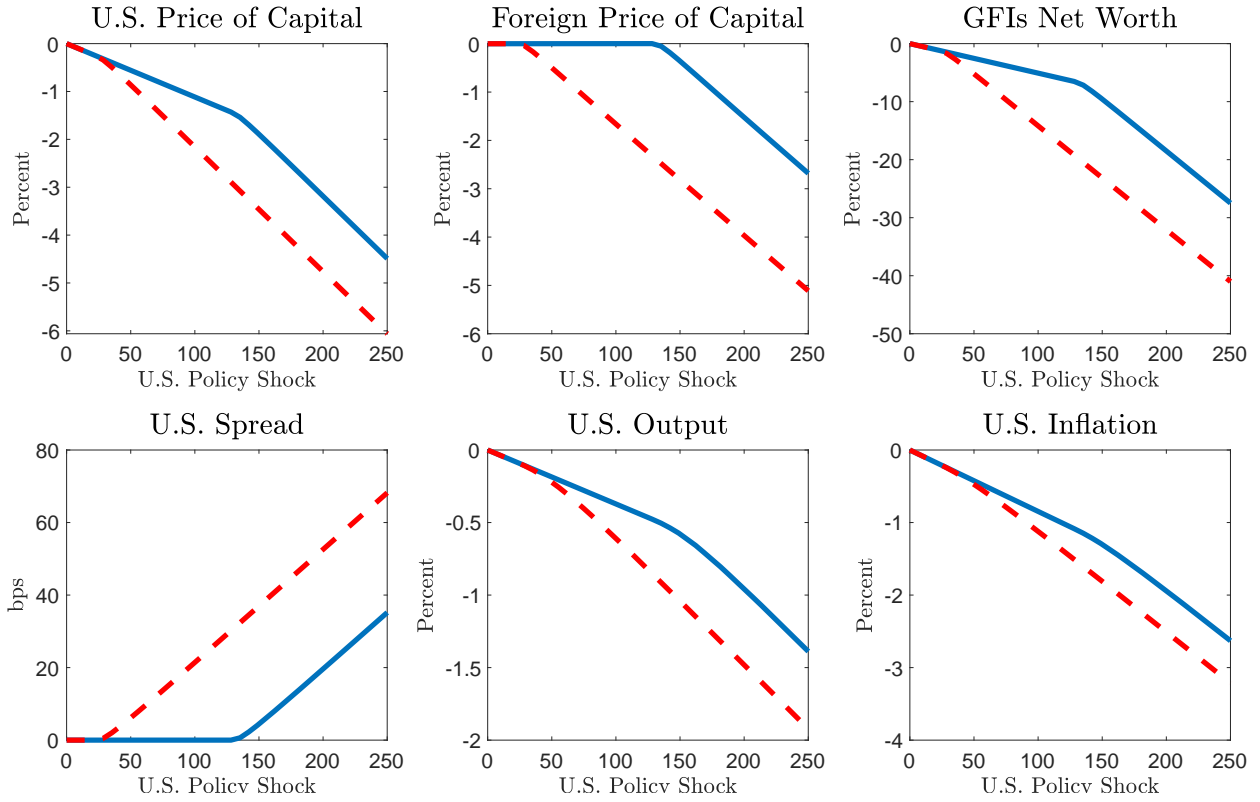 U.S. Price of Capital
0
-1
-2
-3
-4
-5
-6
Percent
0 50 100 150 200 250
U.S. Policy Shock
Foreign Price of Capital
0
-1
-2
-3
-4
-5
-6
Percent
0 50 100 150 200 250
U.S. Policy Shock
GFIs Net Worth
0
-10
-20
-30
-40
-50
Percent
0 50 100 150 200 250
U.S. Policy Shock
U.S. Spread
80
60
40
20
0
bps
0 50 100 150 200 250
U.S. Policy Shock
U.S. Output
0
-0.5
-1
-1.5
-2
Percent
0 50 100 150 200 250
U.S. Policy Shock
U.S. Inflation
0
-1
-2
-3
-4
Percent
0 50 100 150 200 250
U.S. Policy Shock